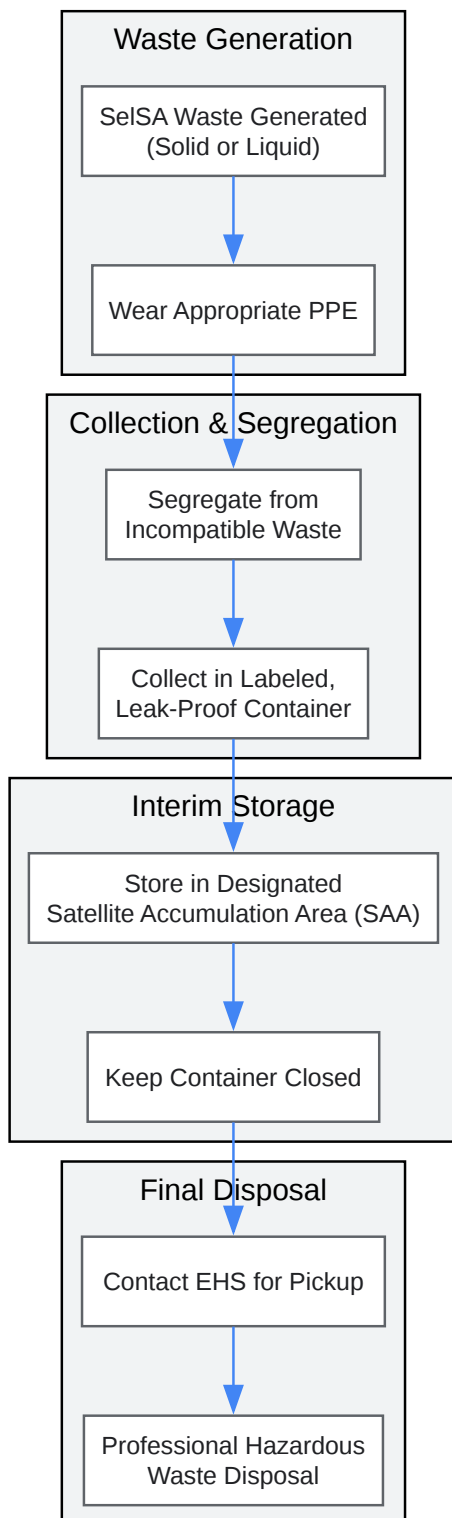 Waste Generation
SelSA Waste Generated
(Solid or Liquid)
Wear Appropriate PPE
Collection & Segregation
Segregate from
Incompatible Waste
Collect in Labeled,
Leak-Proof Container
Interim Storage
Store in Designated
Satellite Accumulation Area (SAA)
Keep Container Closed
Final Disposal
Contact EHS for Pickup
Professional Hazardous
Waste Disposal